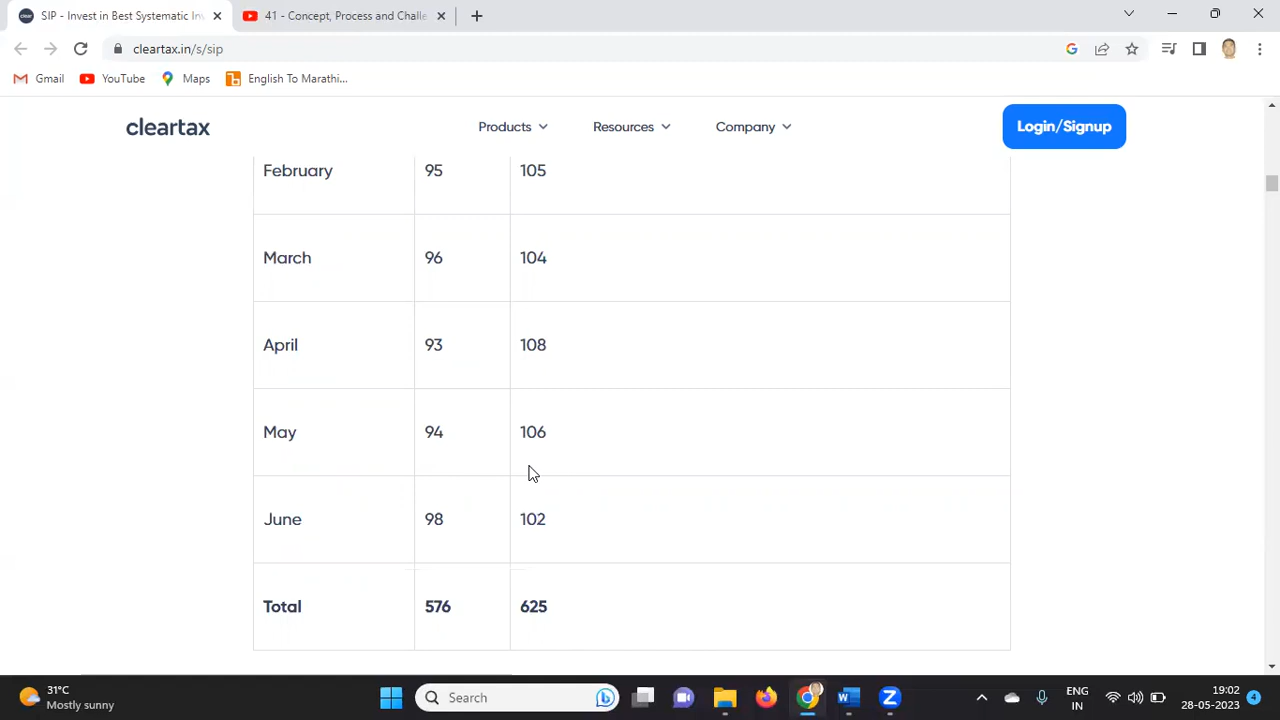 SIP - Invest in Best Systematic In
41 - Concept, Process and Challe
cleartax.in/s/sip
Gmail
YouTube
Maps
English To Marathi...
cleartax
Products
Resources
Company
Login/Signup
February 95 105
March 96 104
April 93 108
May 94 106
June 98 102
Total 576 625
31°C
Mostly sunny
Search
ENG
IN
19:02
28-05-2023
4